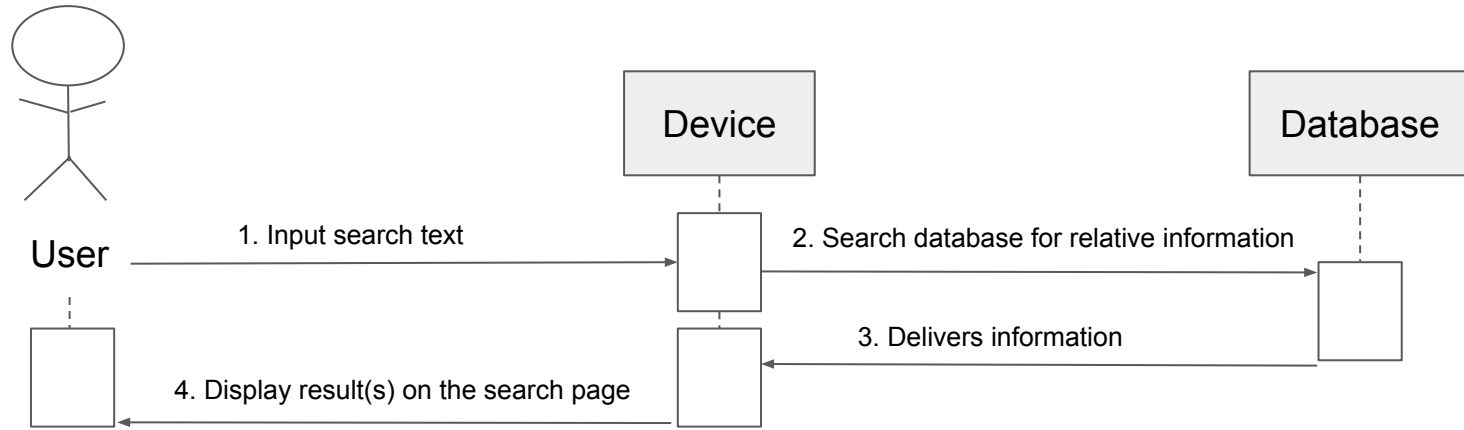 Device
Database
User
1. Input search text
2. Search database for relative information
3. Delivers information
4. Display result(s) on the search page